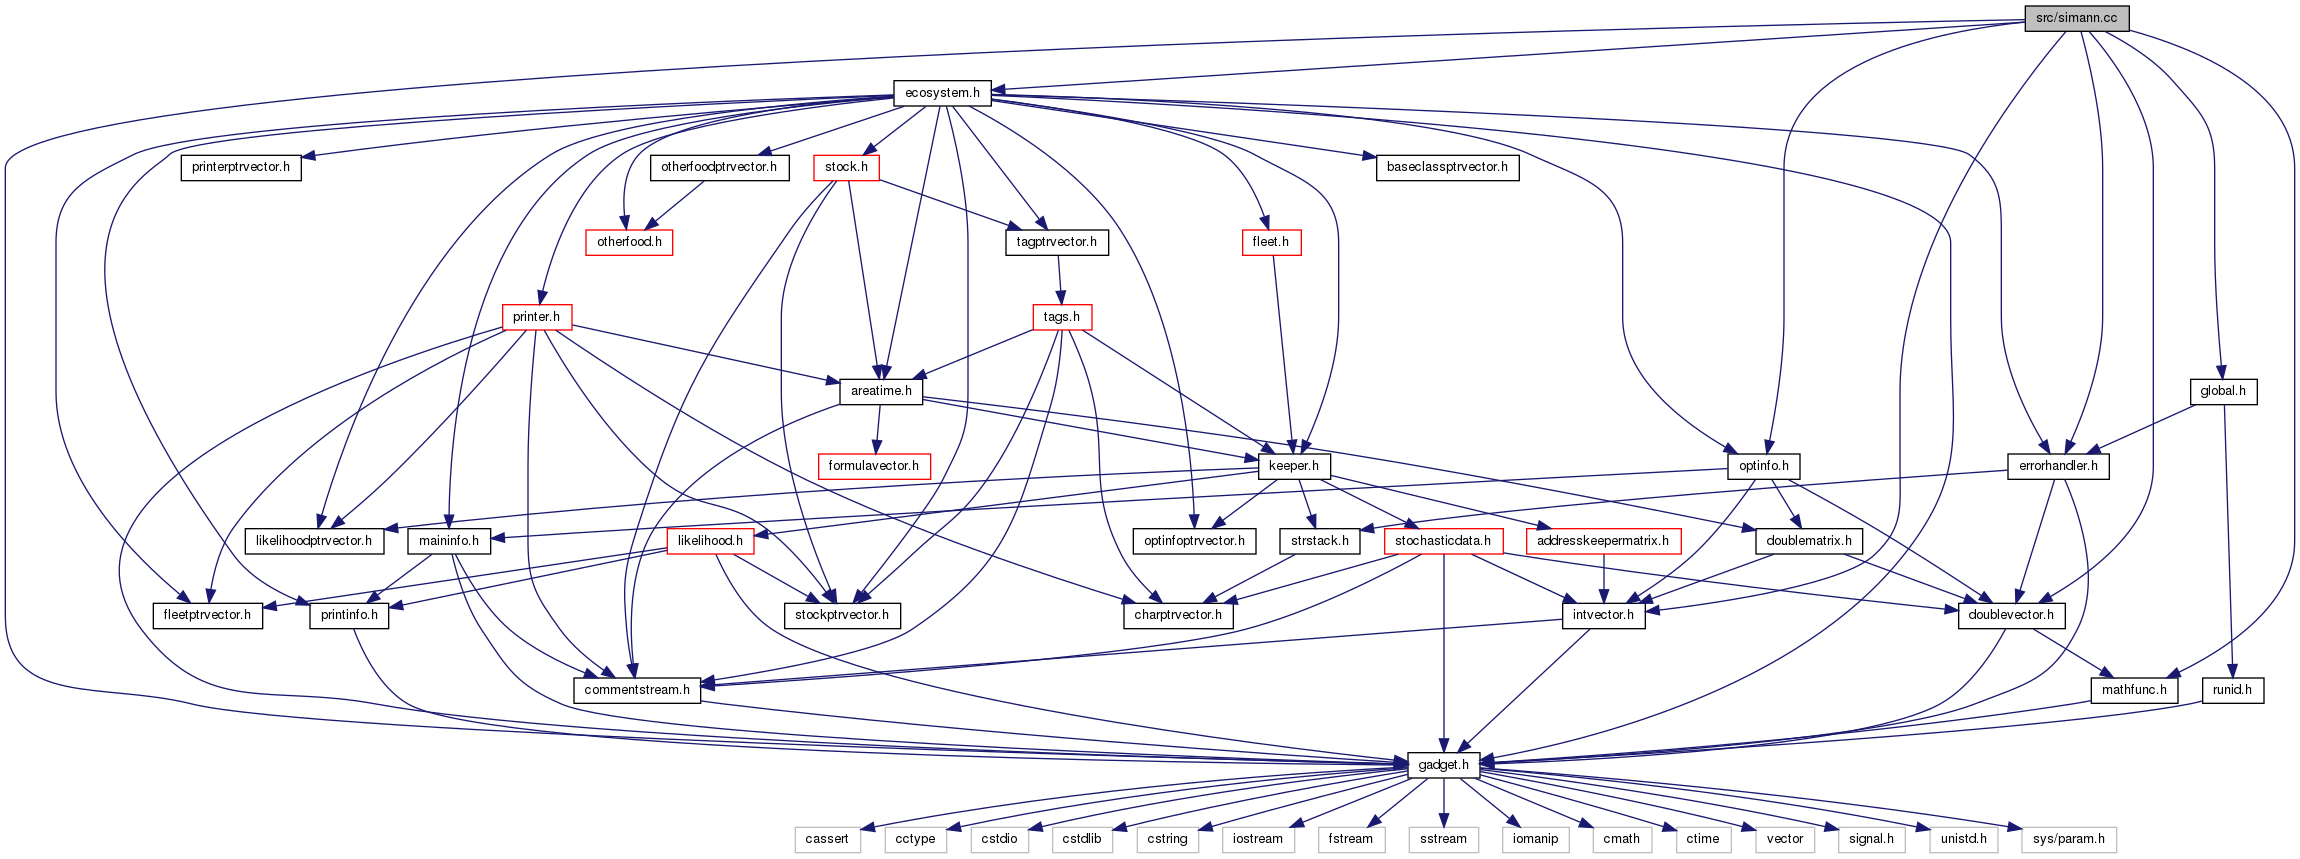 src/simann.cc
ecosystem.h
printerptrvector.h
otherfoodptrvector.h
stock.h
baseclassptrvector.h
otherfood.h
tagptrvector.h
fleet.h
printer.h
tags.h
areatime.h
global.h
formulavector.h
keeper.h
optinfo.h
errorhandler.h
likelihoodptrvector.h
maininfo.h
likelihood.h
optinfoptrvector.h
strstack.h
stochasticdata.h
addresskeepermatrix.h
doublematrix.h
fleetptrvector.h
printinfo.h
stockptrvector.h
charptrvector.h
intvector.h
doublevector.h
commentstream.h
mathfunc.h
runid.h
gadget.h
cassert
cctype
cstdio
cstdlib
cstring
iostream
fstream
sstream
iomanip
cmath
ctime
vector
signal.h
unistd.h
sys/param.h